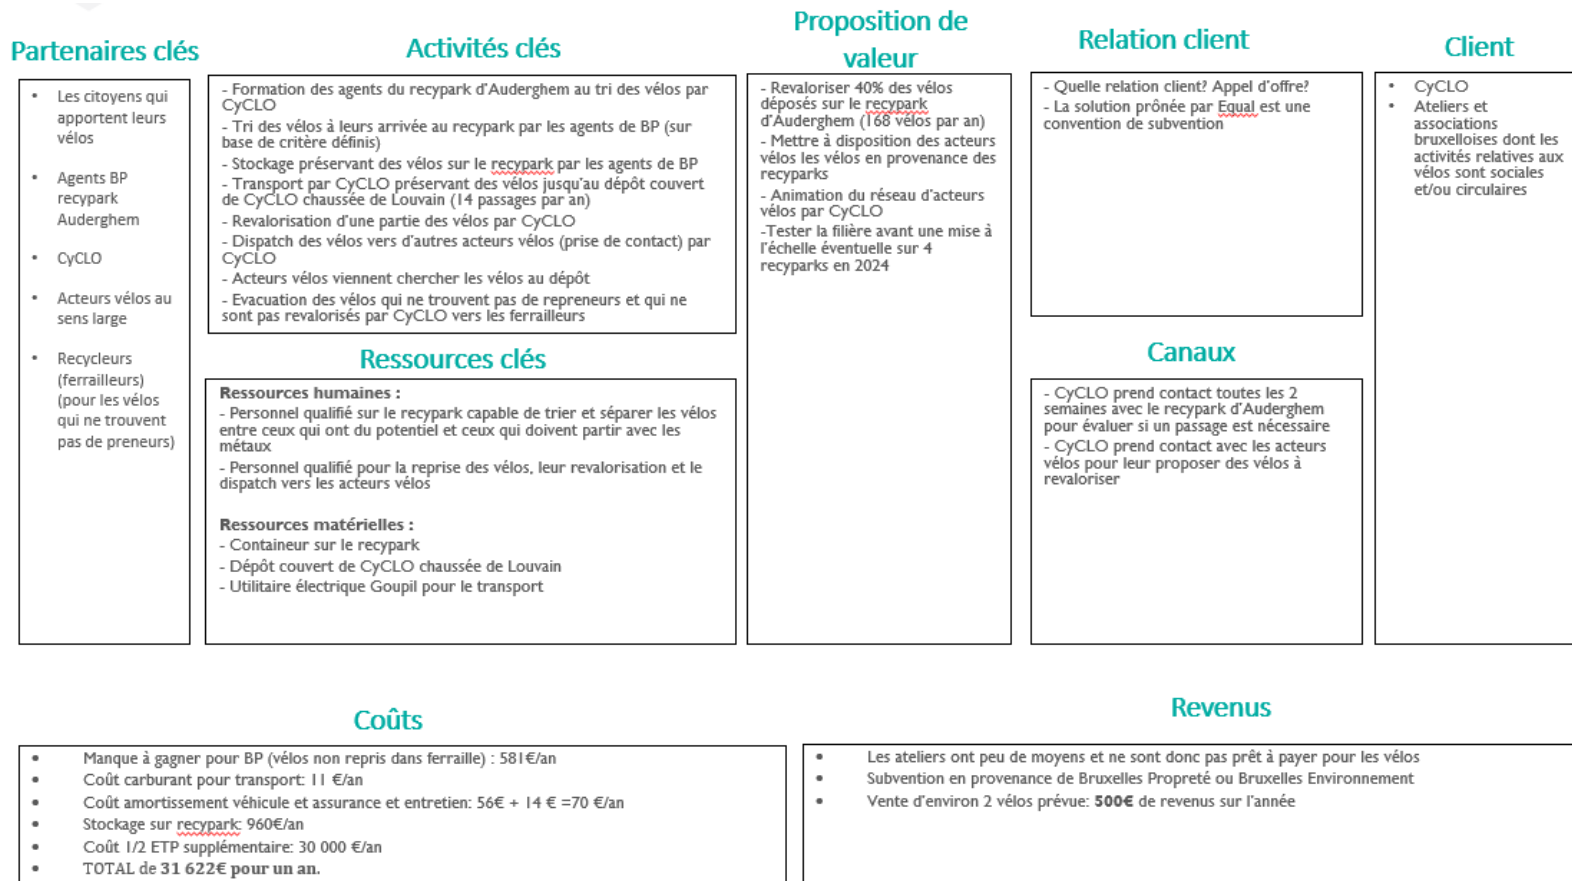 Partenaires clés
• Les citoyens qui
apportent leurs
vélos
• Agents BP
recypark
Auderghem
• CyCLO
• Acteurs vélos au
sens large
• Recycleurs
(ferrailleurs)
(pour les vélos
qui ne trouvent
pas de preneurs)
Activités clés
- Formation des agents du recypark d'Auderghem au tri des vélos par
CyCLO
- Tri des vélos à leurs arrivée au recypark par les agents de BP (sur
base de critère définis)
- Stockage préservant des vélos sur le recypark par les agents de BP
- Transport par CyCLO préservant des vélos jusqu'au dépôt couvert
de CyCLO chaussée de Louvain (14 passages par an)
- Revalorisation d'une partie des vélos par CyCLO
- Dispatch des vélos vers d'autres acteurs vélos (prise de contact) par
CyCLO
- Acteurs vélos viennent chercher les vélos au dépôt
- Evacuation des vélos qui ne trouvent pas de repreneurs et qui ne
sont pas revalorisés par CyCLO vers les ferrailleurs
Ressources clés
Ressources humaines :
- Personnel qualifié sur le recypark capable de trier et séparer les vélos
entre ceux qui ont du potentiel et ceux qui doivent partir avec les
métaux
- Personnel qualifié pour la reprise des vélos, leur revalorisation et le
dispatch vers les acteurs vélos
Ressources matérielles :
- Containeur sur le recypark
- Dépôt couvert de CyCLO chaussée de Louvain
- Utilitaire électrique Goupil pour le transport
Proposition de
valeur
- Revaloriser 40% des vélos
déposés sur le recypark
d'Auderghem (168 vélos par an)
- Mettre à disposition des acteurs
vélos les vélos en provenance des
recyparks
- Animation du réseau d'acteurs
vélos par CyCLO
-Tester la filière avant une mise à
l'échelle éventuelle sur 4
recyparks en 2024
Relation client
- Quelle relation client? Appel d'offre?
- La solution prônée par Equal est une
convention de subvention
Canaux
- CyCLO prend contact toutes les 2
semaines avec le recypark d'Auderghem
pour évaluer si un passage est nécessaire
- CyCLO prend contact avec les acteurs
vélos pour leur proposer des vélos à
revaloriser
Client
• CyCLO
• Ateliers et
associations
bruxelloises dont les
activités relatives aux
vélos sont sociales
et/ou circulaires
Coûts
• Manque à gagner pour BP (vélos non repris dans ferraille) : 581€/an
• Coût carburant pour transport: 11 €/an
• Coût amortissement véhicule et assurance et entretien: 56€ + 14 € =70 €/an
• Stockage sur recypark: 960€/an
• Coût 1/2 ETP supplémentaire: 30 000 €/an
• TOTAL de 31 622€ pour un an.
Revenus
• Les ateliers ont peu de moyens et ne sont donc pas prêt à payer pour les vélos
• Subvention en provenance de Bruxelles Propreté ou Bruxelles Environnement
• Vente d'environ 2 vélos prévue: 500€ de revenus sur l'année